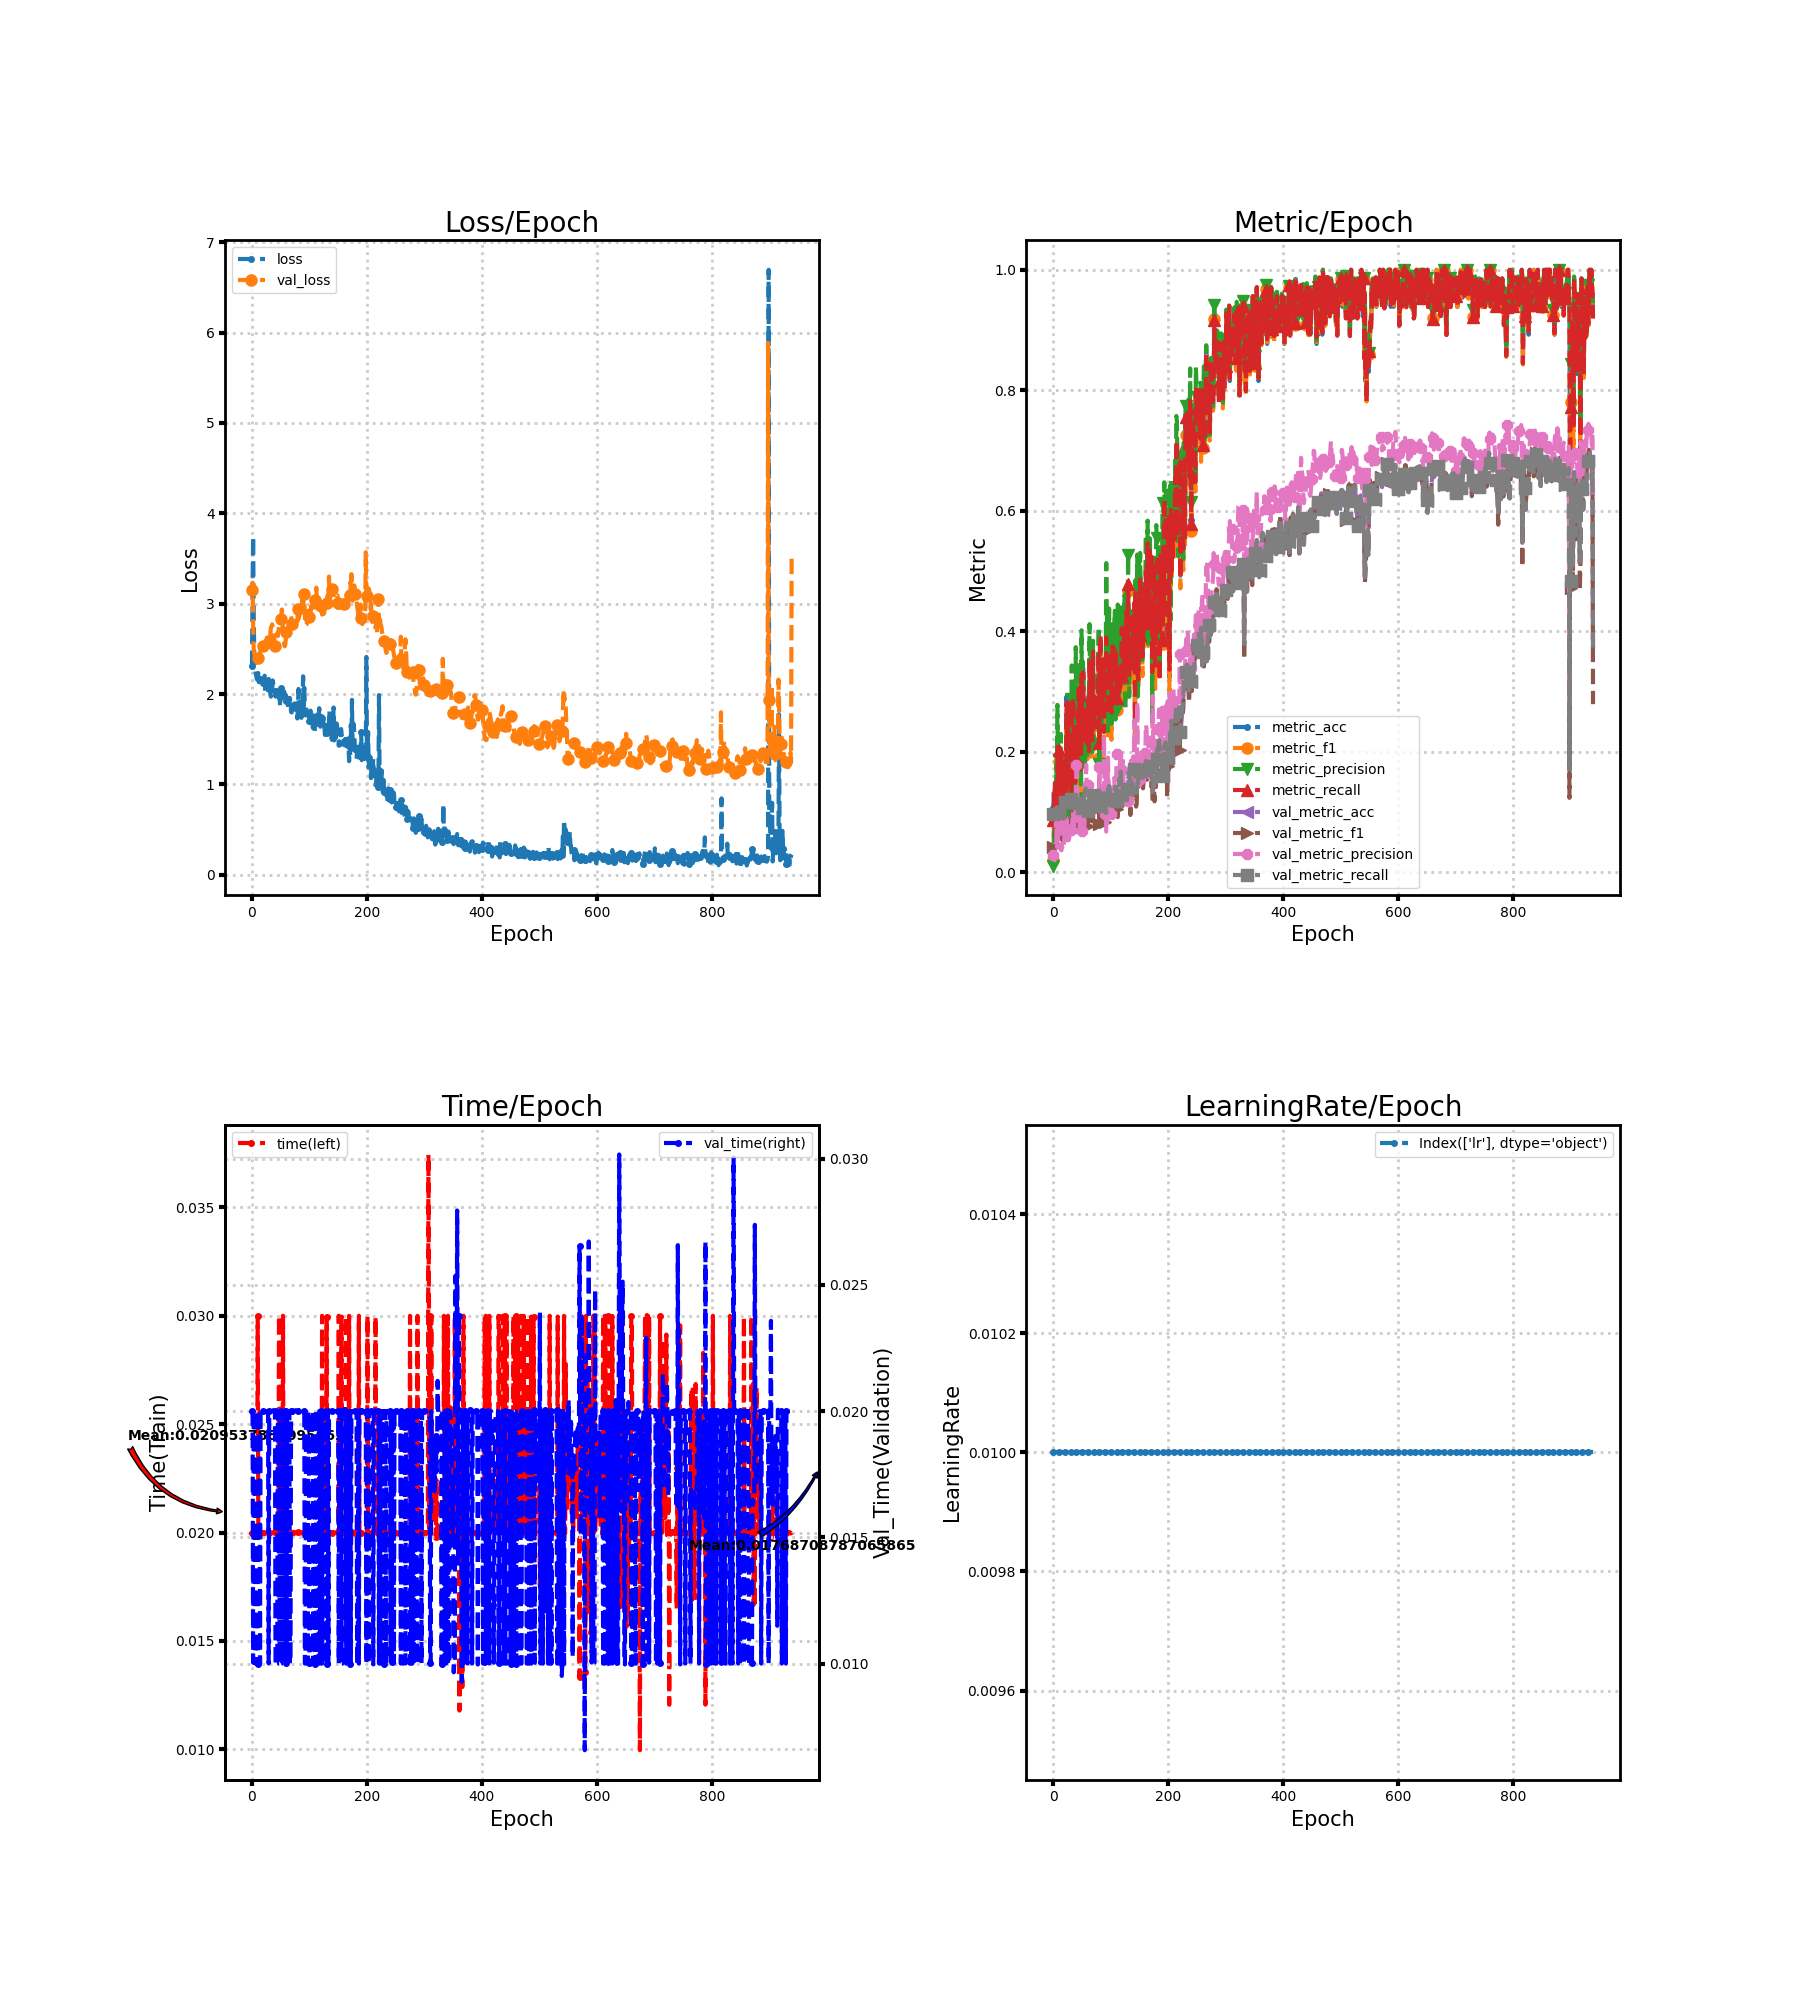 Loss/Epoch
7
6
5
4
3
2
1
0
Loss
loss
val_loss
0 200 400 600 800
Epoch
Metric/Epoch
1.0
0.8
0.6
0.4
0.2
0.0
Metric
metric_acc
metric_f1
metric_precision
metric_recall
val_metric_acc
val_metric_f1
val_metric_precision
val_metric_recall
0 200 400 600 800
Epoch
Time/Epoch
time(left)
val_time(right)
0.035
0.030
0.025
0.020
0.015
0.010
Time(Train)
0.030
0.025
0.020
0.015
0.010
Val_Time(Validation)
Mean:0.01768708787065865
0 200 400 600 800
Epoch
LearningRate/Epoch
Index(['lr'], dtype='object')
0.0104
0.0102
0.0100
0.0098
0.0096
LearningRate
0 200 400 600 800
Epoch